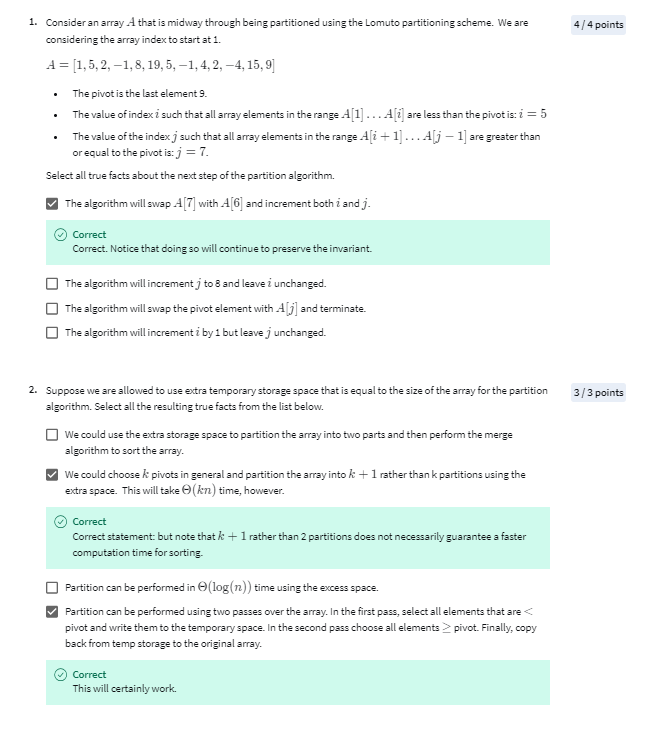 1. Consider an array A that is midway through being partitioned using the Lomuto partitioning scheme. We are
4 / 4 points
considering the array index to start at 1.
A = [1, 5, 2, −1, 8, 19, 5, −1, 4, 2, −4, 15, 9]
• The pivot is the last element 9.
• The value of index i such that all array elements in the range A[1] . . . A[i] are less than the pivot is: i = 5
• The value of the index j such that all array elements in the range A[i + 1] . . . A[j − 1] are greater than
or equal to the pivot is: j = 7.
Select all true facts about the next step of the partition algorithm.
The algorithm will swap A[7] with A[6] and increment both i and j.
Correct
Correct. Notice that doing so will continue to preserve the invariant.
The algorithm will increment j to 8 and leave i unchanged.
The algorithm will swap the pivot element with A[j] and terminate.
The algorithm will increment i by 1 but leave j unchanged.
2. Suppose we are allowed to use extra temporary storage space that is equal to the size of the array for the partition
3 / 3 points
algorithm. Select all the resulting true facts from the list below.
We could use the extra storage space to partition the array into two parts and then perform the merge
algorithm to sort the array.
We could choose k pivots in general and partition the array into k + 1 rather than k partitions using the
extra space. This will take Θ(kn) time, however.
Correct
Correct statement: but note that k + 1 rather than 2 partitions does not necessarily guarantee a faster
computation time for sorting.
Partition can be performed in Θ(log(n)) time using the excess space.
Partition can be performed using two passes over the array. In the first pass, select all elements that are <
pivot and write them to the temporary space. In the second pass choose all elements ≥ pivot. Finally, copy
back from temp storage to the original array.
Correct
This will certainly work.